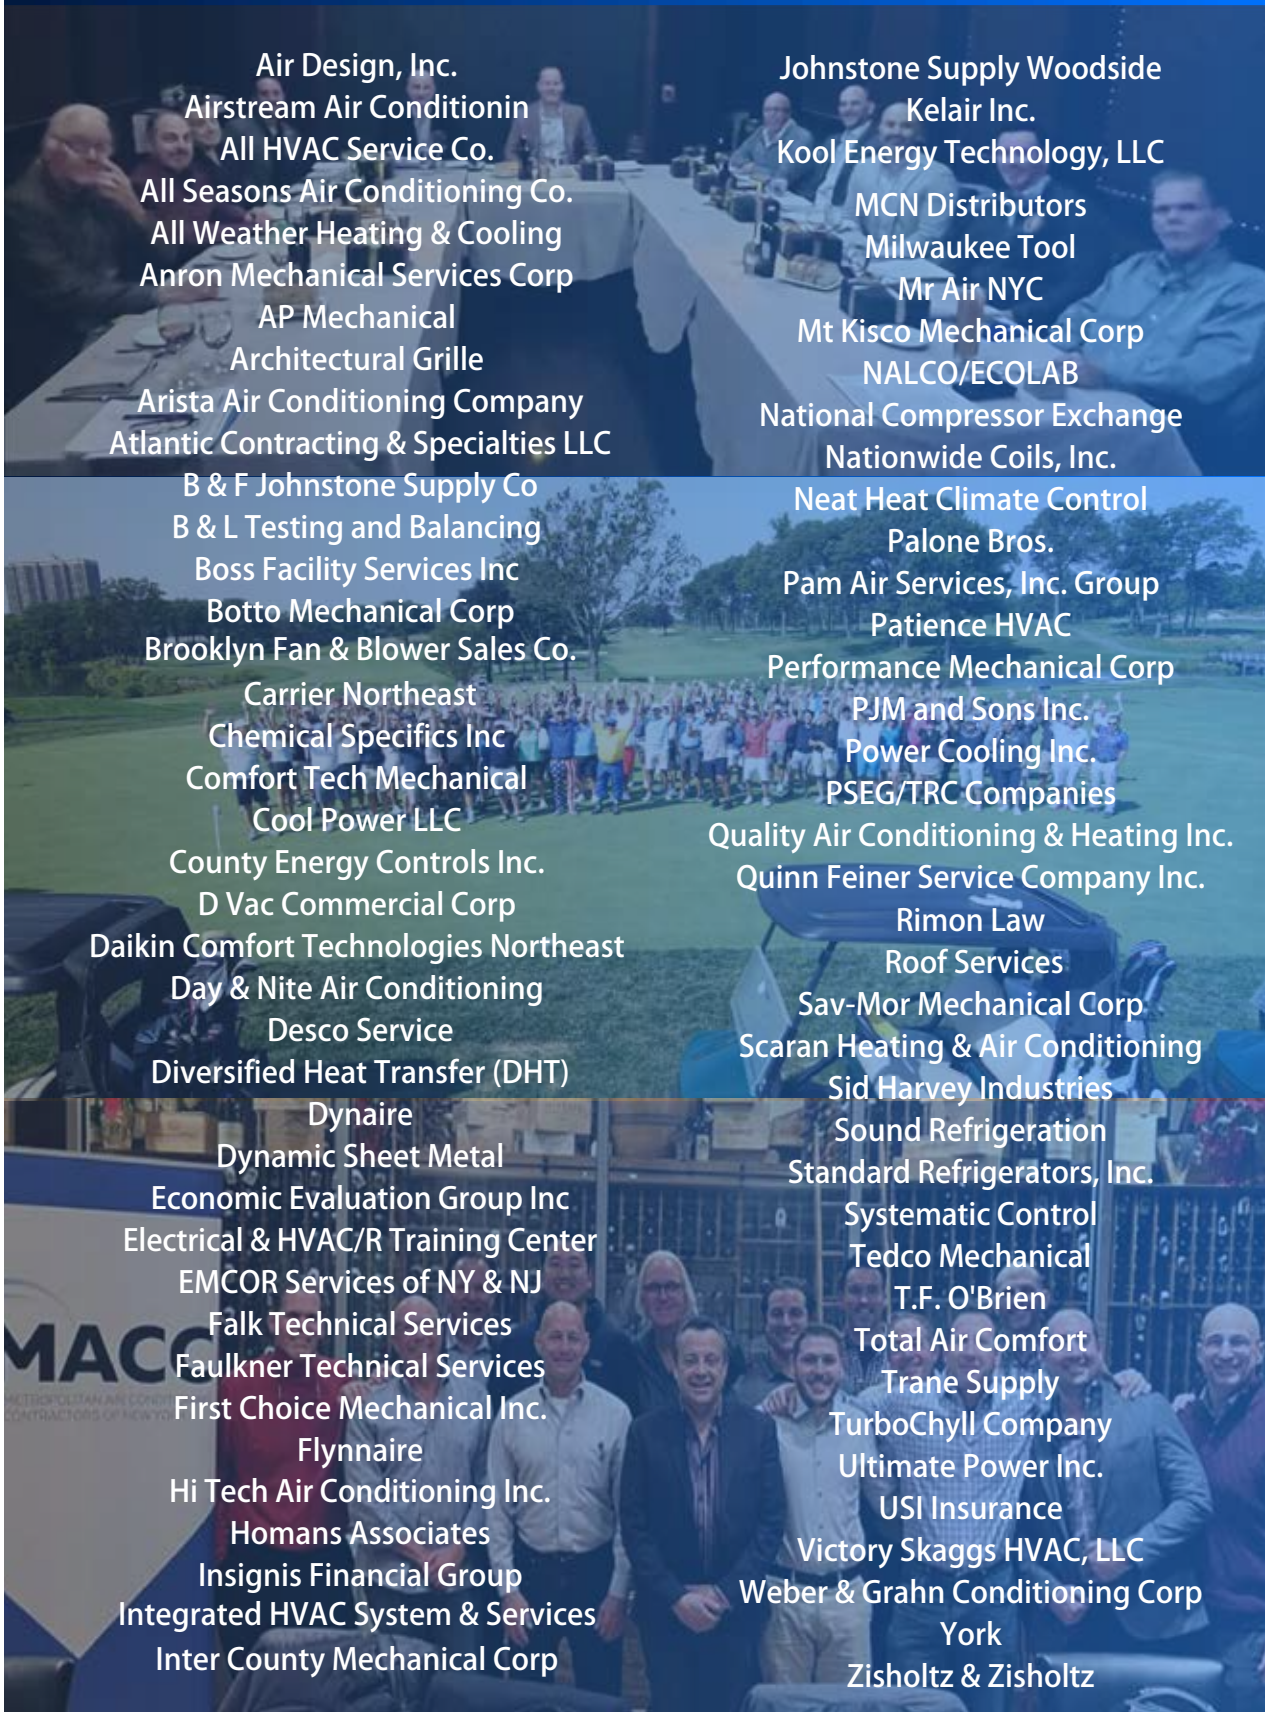 Air Design, Inc.
Airstream Air Conditionin
All HVAC Service Co.
All Seasons Air Conditioning Co.
All Weather Heating & Cooling
Anron Mechanical Services Corp
AP Mechanical
Architectural Grille
Arista Air Conditioning Company
Atlantic Contracting & Specialties LLC
B & F Johnstone Supply Co
B & L Testing and Balancing
Boss Facility Services Inc
Botto Mechanical Corp
Brooklyn Fan & Blower Sales Co.
Carrier Northeast
Chemical Specifics Inc
Comfort Tech Mechanical
Cool Power LLC
County Energy Controls Inc.
D Vac Commercial Corp
Daikin Comfort Technologies Northeast
Day & Nite Air Conditioning
Desco Service
Diversified Heat Transfer (DHT)
Dynaire
Dynamic Sheet Metal
Economic Evaluation Group Inc
Electrical & HVAC/R Training Center
EMCOR Services of NY & NJ
Falk Technical Services
Faulkner Technical Services
First Choice Mechanical Inc.
Flynnaire
Hi Tech Air Conditioning Inc.
Homans Associates
Insignis Financial Group
Integrated HVAC System & Services
Inter County Mechanical Corp
Johnstone Supply Woodside
Kelair Inc.
Kool Energy Technology, LLC
MCN Distributors
Milwaukee Tool
Mr Air NYC
Mt Kisco Mechanical Corp
NALCO/ECOLAB
National Compressor Exchange
Nationwide Coils, Inc.
Neat Heat Climate Control
Palone Bros.
Pam Air Services, Inc. Group
Patience HVAC
Performance Mechanical Corp
PJM and Sons Inc.
Power Cooling Inc.
PSEG/TRC Companies
Quality Air Conditioning & Heating Inc.
Quinn Feiner Service Company Inc.
Rimon Law
Roof Services
Sav-Mor Mechanical Corp
Scaran Heating & Air Conditioning
Sid Harvey Industries
Sound Refrigeration
Standard Refrigerators, Inc.
Systematic Control
Tedco Mechanical
T.F. O'Brien
Total Air Comfort
Trane Supply
TurboChyll Company
Ultimate Power Inc.
USI Insurance
Victory Skaggs HVAC, LLC
Weber & Grahn Conditioning Corp
York
Zisholtz & Zisholtz
MACC
METROPOLITAN AIR
CONTRACTORS OF NEW